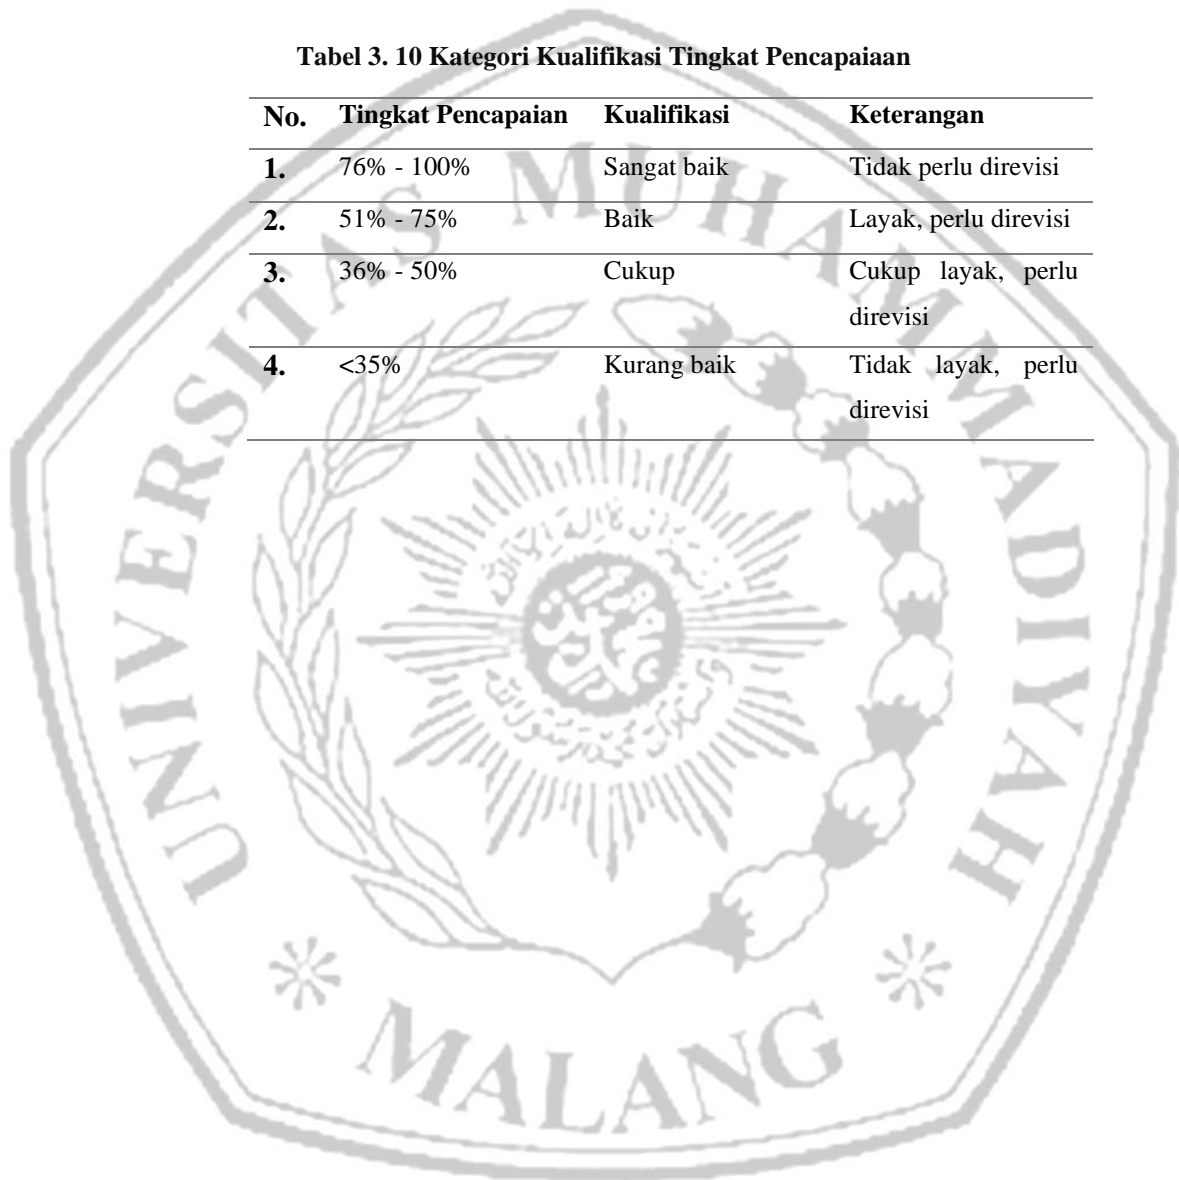 Tabel 3. 10 Kategori Kualifikasi Tingkat Pencapaiaan
No. Tingkat Pencapaian Kualifikasi Keterangan
1. 76% - 100% Sangat baik Tidak perlu direvisi
2. 51% - 75% Baik Layak, perlu direvisi
3. 36% - 50% Cukup Cukup layak, perlu
direvisi
4. <35% Kurang baik Tidak layak, perlu
direvisi
UNIVERSITAS MUHAMMADIYAH
MALANG